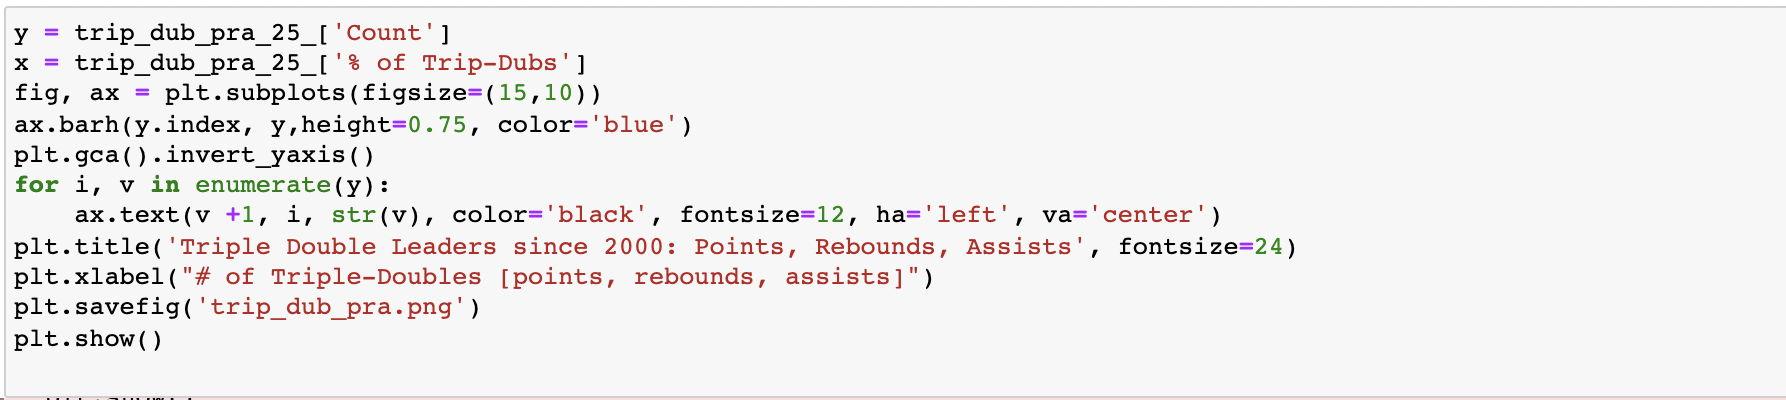 y = trip_dub_pra_25_['Count']
x = trip_dub_pra_25_['% of Trip-Dubs']
fig, ax = plt.subplots(figsize=(15,10))
ax.barh(y.index, y,height=0.75, color='blue')
plt.gca().invert_yaxis()
for i, v in enumerate(y):
    ax.text(v +1, i, str(v), color='black', fontsize=12, ha='left', va='center')
plt.title('Triple Double Leaders since 2000: Points, Rebounds, Assists', fontsize=24)
plt.xlabel("# of Triple-Doubles [points, rebounds, assists]")
plt.savefig('trip_dub_pra.png')
plt.show()